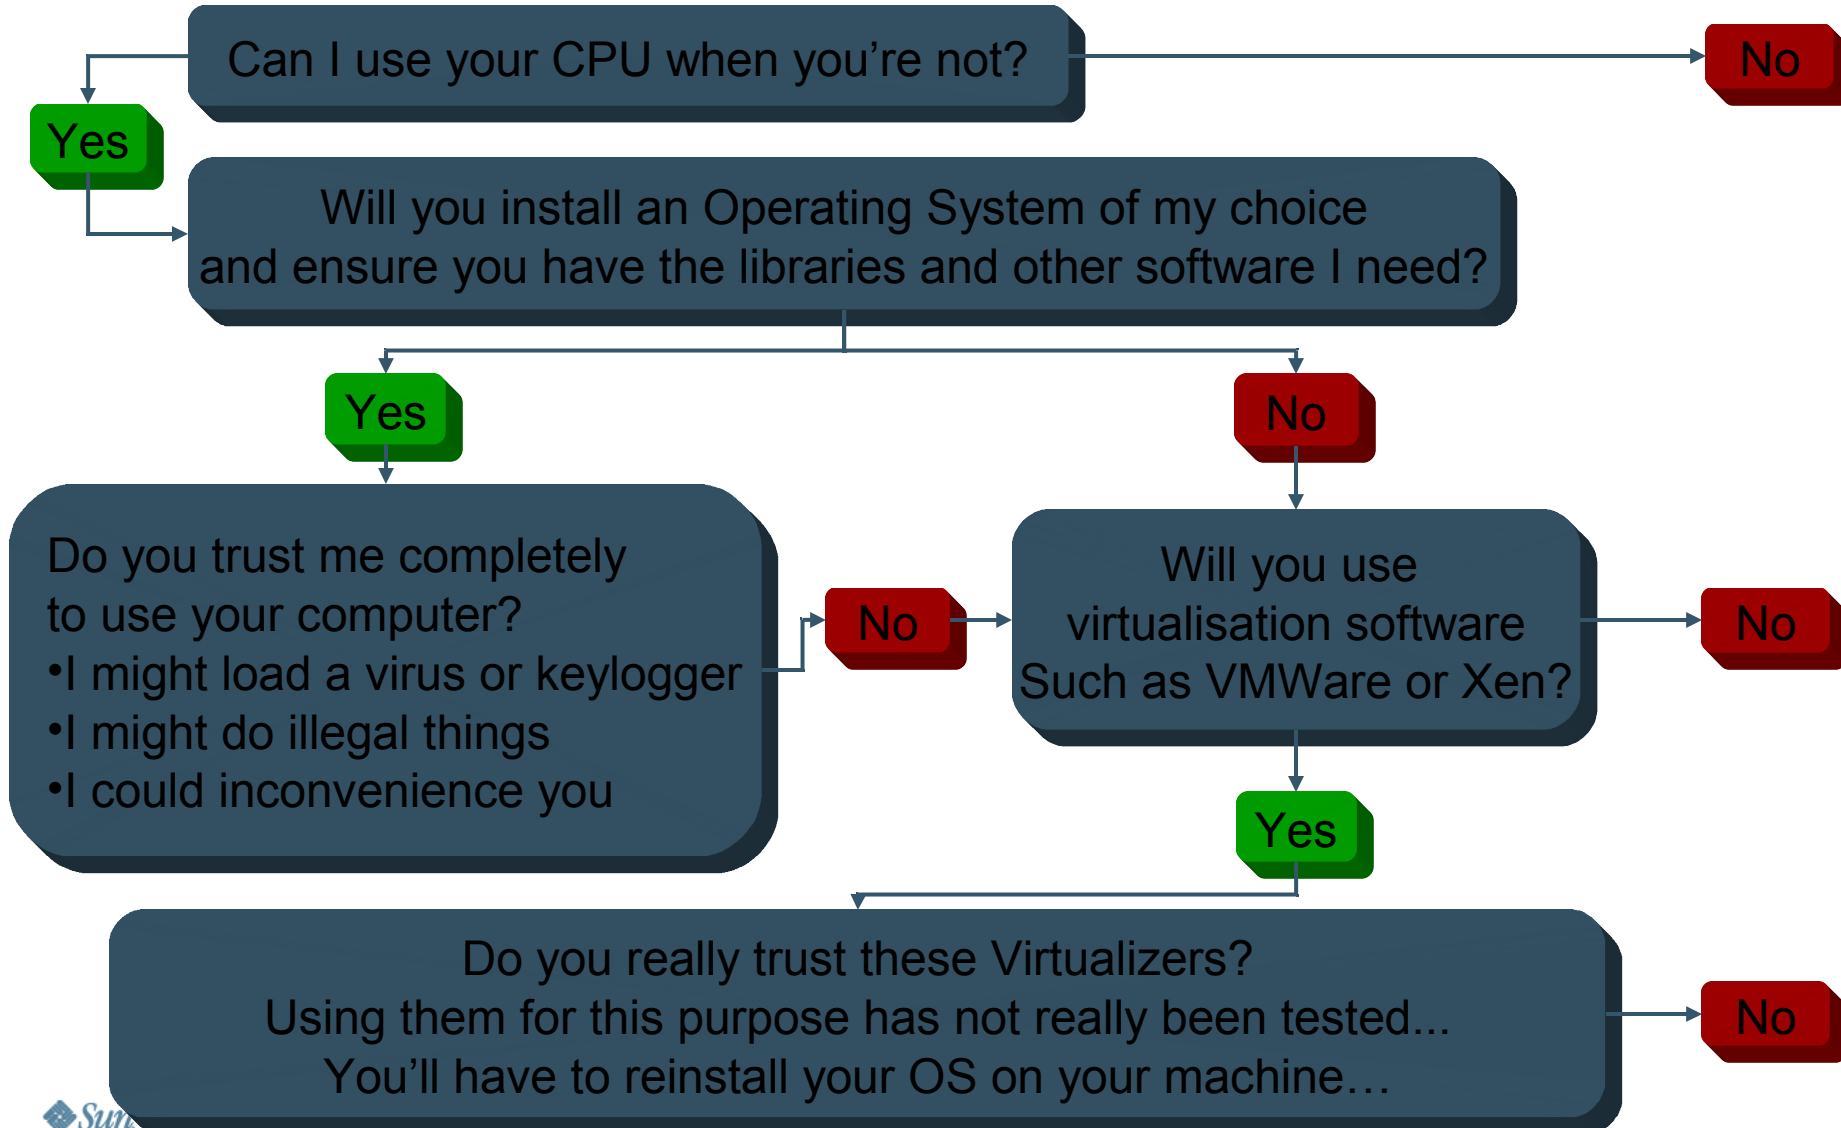 Can I use your CPU when you’re not?
No
Yes
Will you install an Operating System of my choice
and ensure you have the libraries and other software I need?
Yes
No
Do you trust me completely
to use your computer?
•I might load a virus or keylogger
•I might do illegal things
•I could inconvenience you
No
Will you use
virtualisation software
Such as VMWare or Xen?
No
Yes
Do you really trust these Virtualizers?
Using them for this purpose has not really been tested...
You’ll have to reinstall your OS on your machine…
No
Sun